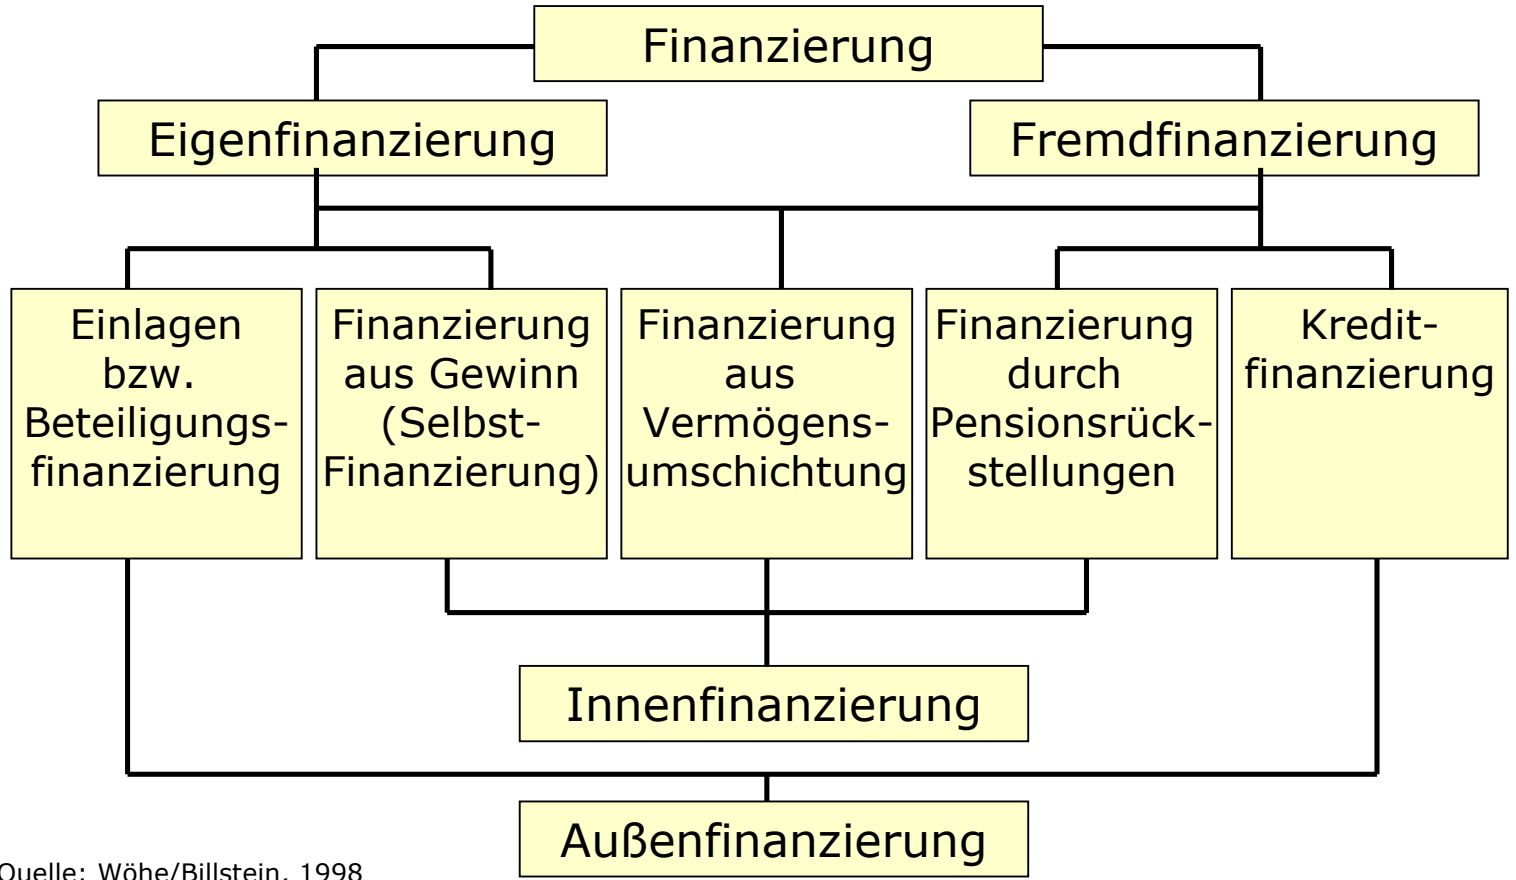 Finanzierung
Eigenfinanzierung
Fremdfinanzierung
Einlagen
bzw.
Beteiligungs-
finanzierung
Finanzierung
aus Gewinn
(Selbst-
Finanzierung)
Finanzierung
aus
Vermögens-
umschichtung
Finanzierung
durch
Pensionsrück-
stellungen
Kredit-
finanzierung
Innenfinanzierung
Außenfinanzierung
Quelle: Wöhe/Billstein, 1998